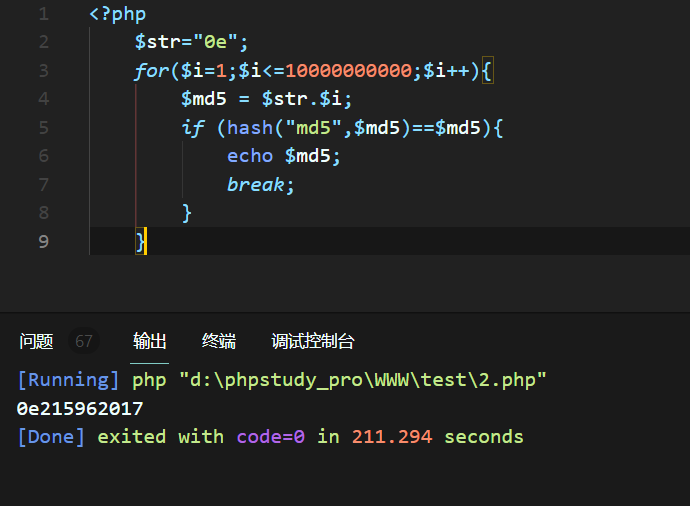 1 <?php
2 $str="0e";
3 for($i=1;$i<=10000000000;$i++){
4 $md5 = $str.$i;
5 if (hash("md5",$md5)==$md5){
6 echo $md5;
7 break;
8 }
9 }
问题 67 输出 终端 调试控制台
[Running] php "d:\phpstudy_pro\WWW\test\2.php"
0e215962017
[Done] exited with code=0 in 211.294 seconds